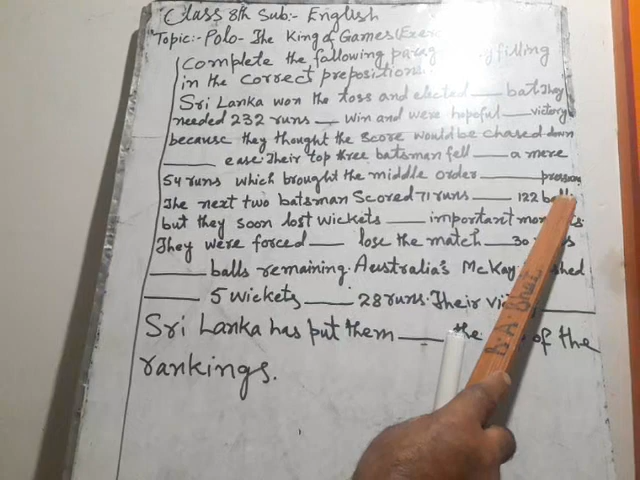 Class 8th Sub:- English
Topic:- Polo- The King of Games (Exer
Complete the following parag filling
in the correct prepositions.
Sri Lanka won the toss and elected ___ bat. They
needed 232 runs ___ win and were hopeful ___ victory
because they thought the score would be chased down
___ ease. Their top three batsman fell ___ a mere
54 runs which brought the middle order ___ pressure
The next two batsman Scored 71 runs ___ 122 balls
but they soon lost wickets ___ important
They were forced ___ lose the match ___ 30
___ balls remaining. Australia's McKay
___ 5 wickets ___ 28 runs. Their ___
Sri Lanka has put them ___ the of the
rankings.
B.A. Bhat